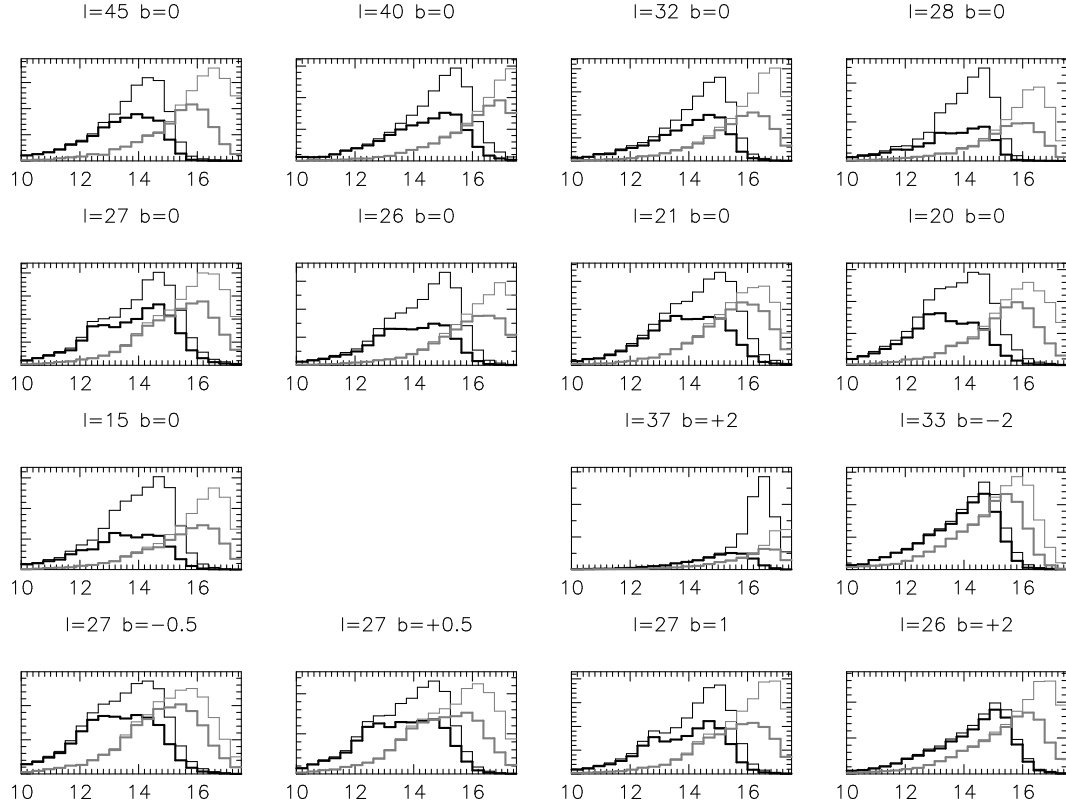 l=45 b=0 l=40 b=0 l=32 b=0 l=28 b=0
10 12 14 16 10 12 14 16 10 12 14 16 10 12 14 16
l=27 b=0 l=26 b=0 l=21 b=0 l=20 b=0
10 12 14 16 10 12 14 16 10 12 14 16 10 12 14 16
l=15 b=0 l=37 b=+2 l=33 b=−2
10 12 14 16 10 12 14 16 10 12 14 16
l=27 b=−0.5 l=27 b=+0.5 l=27 b=1 l=26 b=+2
10 12 14 16 10 12 14 16 10 12 14 16 10 12 14 16